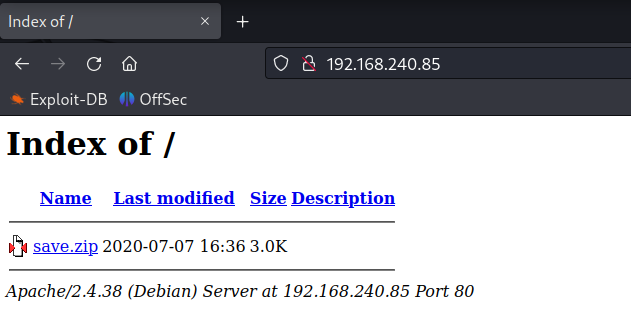 Index of /
192.168.240.85
Exploit-DB OffSec
Index of /
Name Last modified Size Description
save.zip 2020-07-07 16:36 3.0K
Apache/2.4.38 (Debian) Server at 192.168.240.85 Port 80